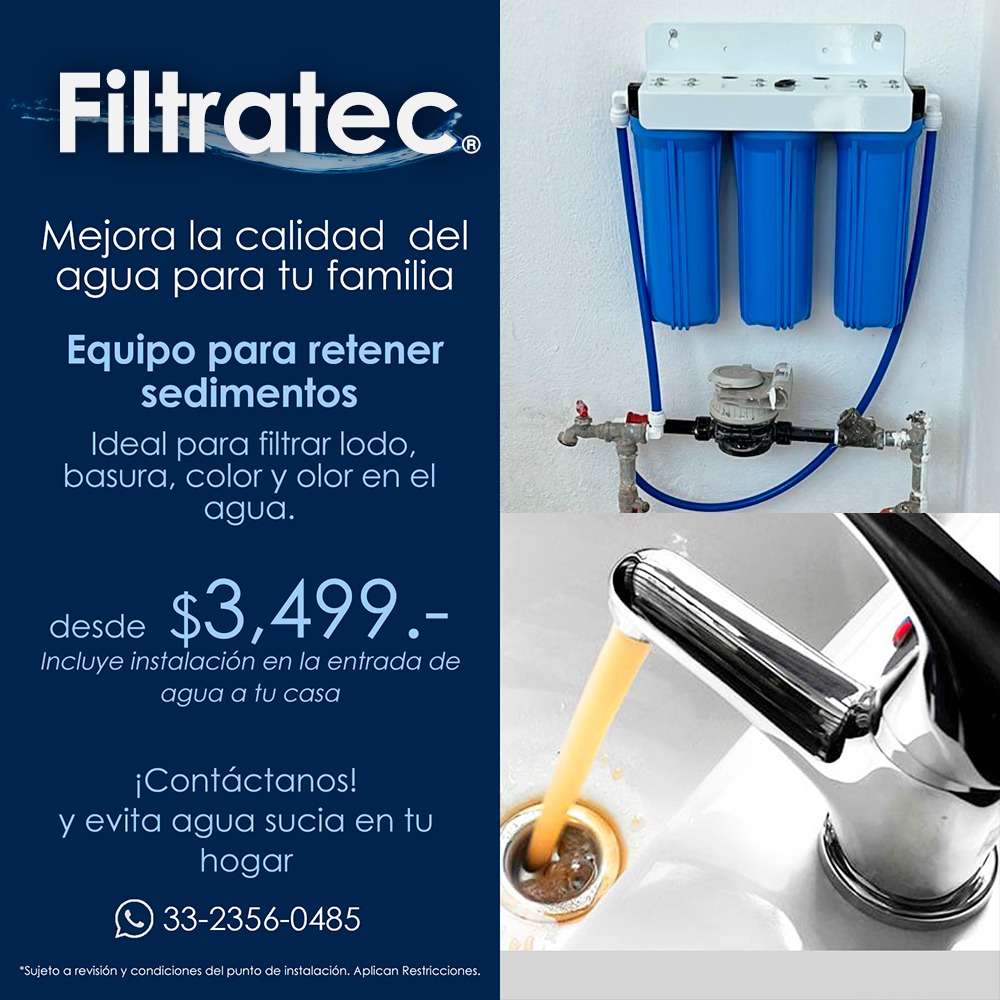 Filtratec®
Mejora la calidad del
agua para tu familia
Equipo para retener
sedimentos
Ideal para filtrar lodo,
basura, color y olor en el
agua.
desde $3,499.-
Incluye instalación en la entrada de
agua a tu casa
¡Contáctanos!
y evita agua sucia en tu
hogar
33-2356-0485
*Sujeto a revisión y condiciones del punto de instalación. Aplican Restricciones.